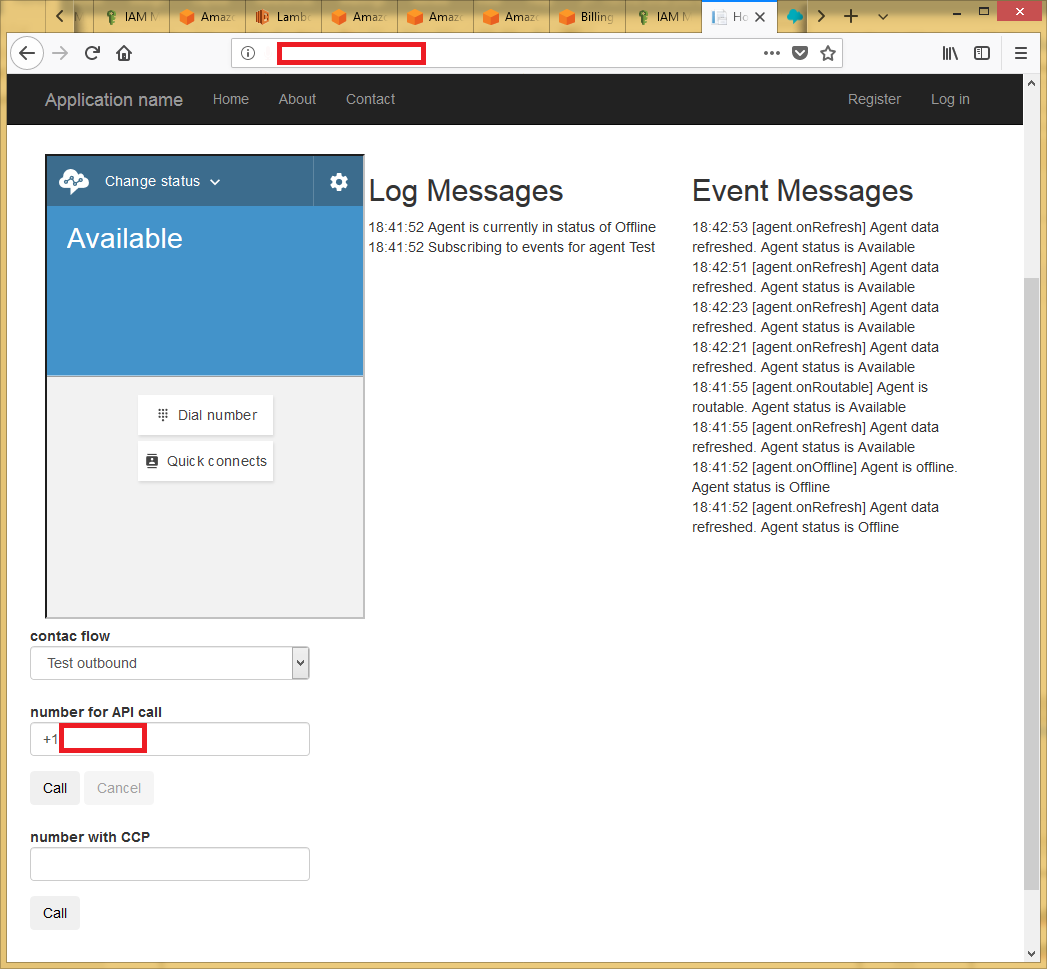 IAM M
Amaz
Lamb
Amaz
Amaz
Amaz
Billing
IAM M
Ho
Application name
Home
About
Contact
Register
Log in
Change status
Available
Dial number
Quick connects
Log Messages
18:41:52 Agent is currently in status of Offline
18:41:52 Subscribing to events for agent Test
Event Messages
18:42:53 [agent.onRefresh] Agent data
refreshed. Agent status is Available
18:42:51 [agent.onRefresh] Agent data
refreshed. Agent status is Available
18:42:23 [agent.onRefresh] Agent data
refreshed. Agent status is Available
18:42:21 [agent.onRefresh] Agent data
refreshed. Agent status is Available
18:41:55 [agent.onRoutable] Agent is
routable. Agent status is Available
18:41:55 [agent.onRefresh] Agent data
refreshed. Agent status is Available
18:41:52 [agent.onOffline] Agent is offline.
Agent status is Offline
18:41:52 [agent.onRefresh] Agent data
refreshed. Agent status is Offline
contac flow
Test outbound
number for API call
+1
Call
Cancel
number with CCP
Call